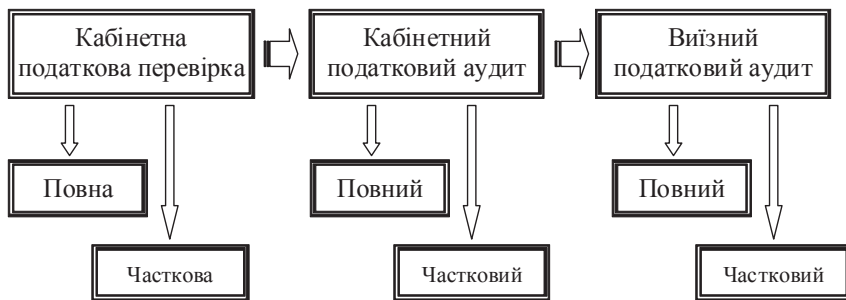 Кабінетна
податкова перевірка
Кабінетний
податковий аудит
Виїзний
податковий аудит
Повна
Повний
Повний
Часткова
Частковий
Частковий